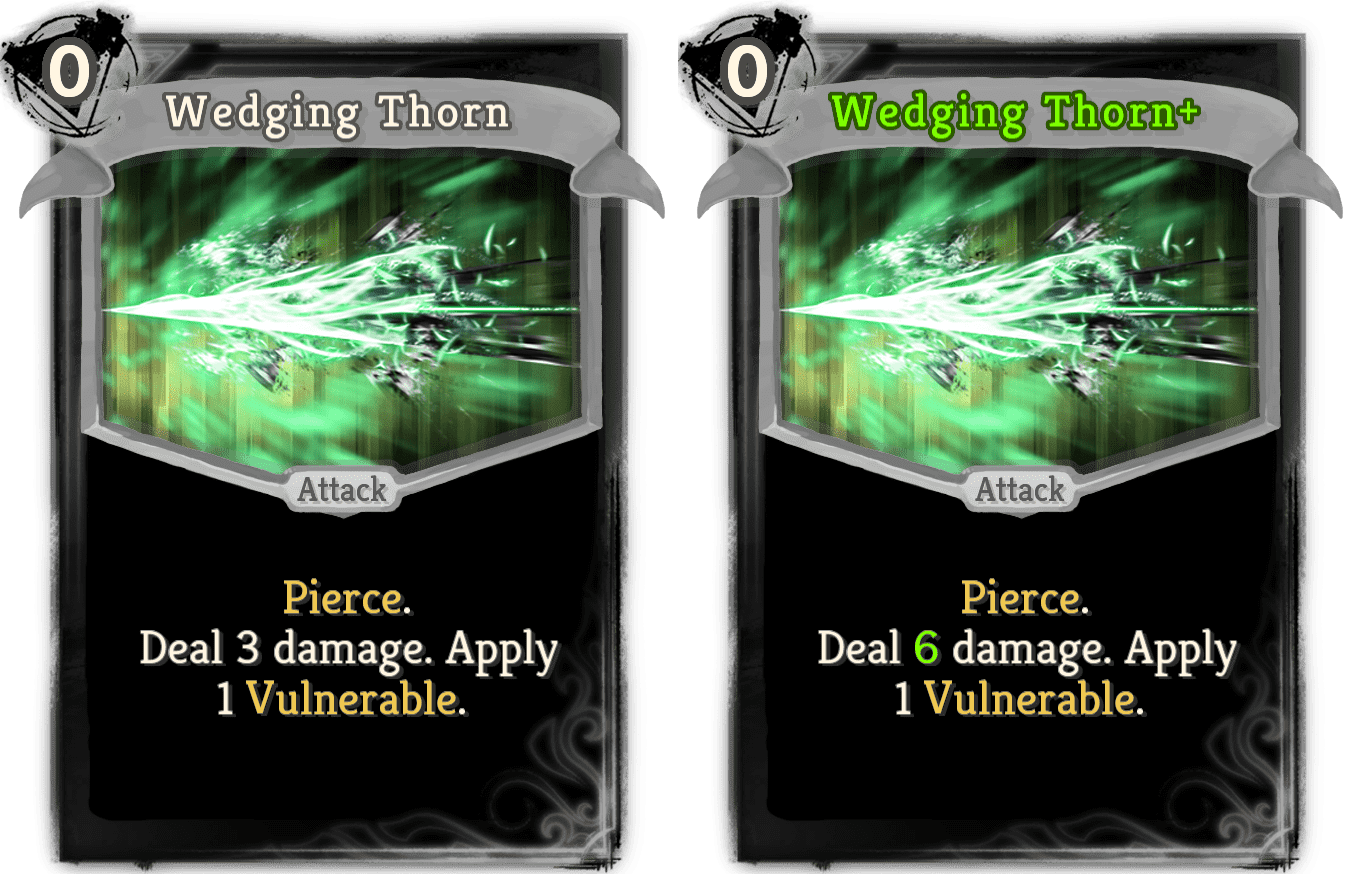 0
Wedging Thorn
Attack
Pierce.
Deal 3 damage. Apply
1 Vulnerable.
0
Wedging Thorn+
Attack
Pierce.
Deal 6 damage. Apply
1 Vulnerable.